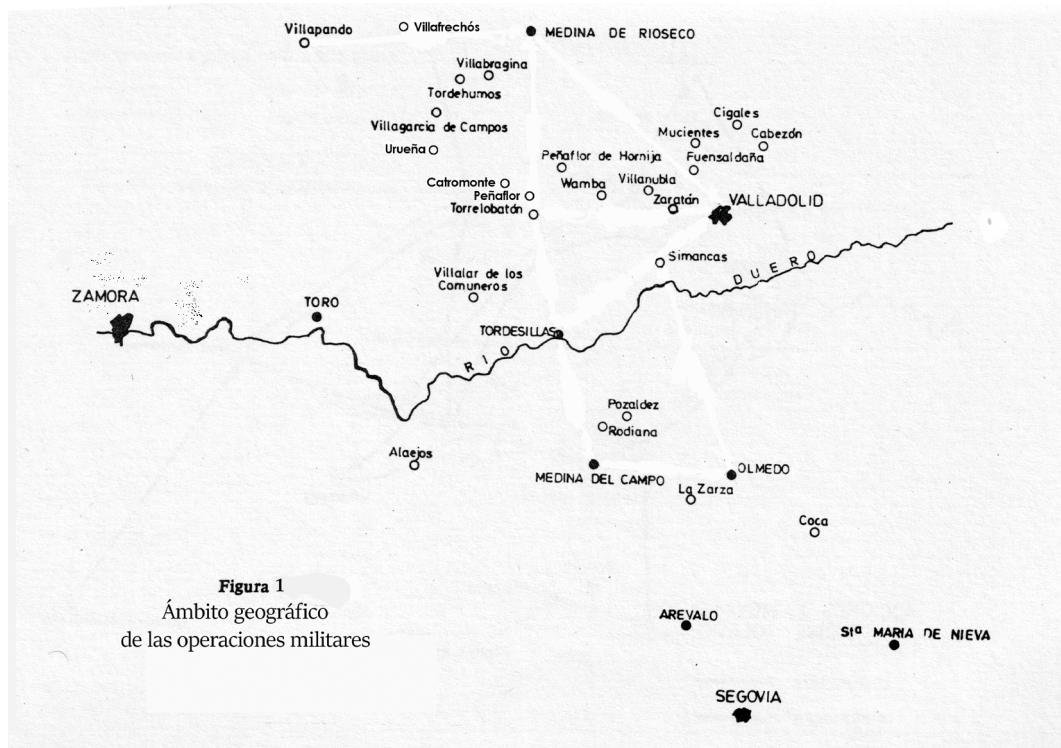 Villapando
Villafrechós
MEDINA DE RIOSECO
Villabragina
Tordehumos
Villagarcia de Campos
Urueña
Cigales
Mucientes
Cabezón
Fuensaldaña
Peñaflor de Hornija
Catromonte
Peñaflor
Wamba
Villanubla
Zaratán
VALLADOLID
Torrelobatón
Simancas
Villalar de los
Comuneros
DUERO
ZAMORA
TORO
TORDESILLAS
RIO
Pozaldez
Rodiana
Alaejos
MEDINA DEL CAMPO
OLMEDO
La Zarza
Coca
Figura 1
Ámbito geográfico
de las operaciones militares
AREVALO
Stª MARIA DE NIEVA
SEGOVIA